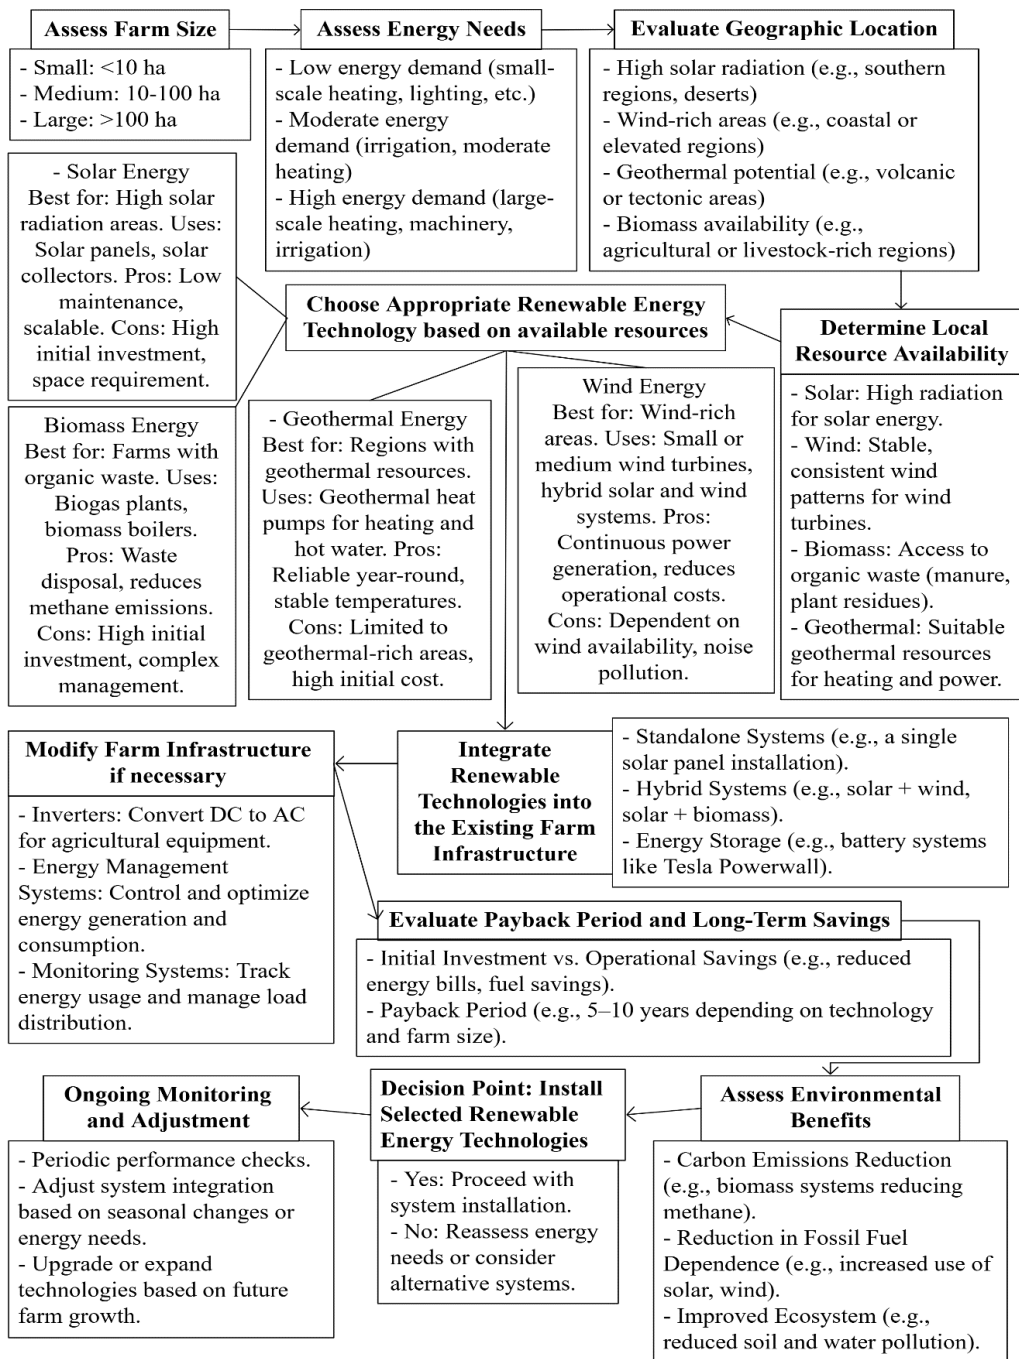 Assess Farm Size
- Small: <10 ha
- Medium: 10-100 ha
- Large: >100 ha
Assess Energy Needs
- Low energy demand (small-
scale heating, lighting, etc.)
- Moderate energy
demand (irrigation, moderate
heating)
- High energy demand (large-
scale heating, machinery,
irrigation)
Evaluate Geographic Location
- High solar radiation (e.g., southern
regions, deserts)
- Wind-rich areas (e.g., coastal or
elevated regions)
- Geothermal potential (e.g., volcanic
or tectonic areas)
- Biomass availability (e.g.,
agricultural or livestock-rich regions)
Determine Local
Resource Availability
- Solar: High radiation
for solar energy.
- Wind: Stable,
consistent wind
patterns for wind
turbines.
- Biomass: Access to
organic waste (manure,
plant residues).
- Geothermal: Suitable
geothermal resources
for heating and power.
Choose Appropriate Renewable Energy
Technology based on available resources
- Solar Energy
Best for: High solar
radiation areas. Uses:
Solar panels, solar
collectors. Pros: Low
maintenance,
scalable. Cons: High
initial investment,
space requirement.
Biomass Energy
Best for: Farms with
organic waste. Uses:
Biogas plants,
biomass boilers.
Pros: Waste
disposal, reduces
methane emissions.
Cons: High initial
investment, complex
management.
- Geothermal Energy
Best for: Regions with
geothermal resources.
Uses: Geothermal heat
pumps for heating and
hot water. Pros:
Reliable year-round,
stable temperatures.
Cons: Limited to
geothermal-rich areas,
high initial cost.
Wind Energy
Best for: Wind-rich
areas. Uses: Small or
medium wind turbines,
hybrid solar and wind
systems. Pros:
Continuous power
generation, reduces
operational costs.
Cons: Dependent on
wind availability, noise
pollution.
Integrate
Renewable
Technologies into
the Existing Farm
Infrastructure
- Standalone Systems (e.g., a single
solar panel installation).
- Hybrid Systems (e.g., solar + wind,
solar + biomass).
- Energy Storage (e.g., battery systems
like Tesla Powerwall).
Modify Farm Infrastructure
if necessary
- Inverters: Convert DC to AC
for agricultural equipment.
- Energy Management
Systems: Control and optimize
energy generation and
consumption.
- Monitoring Systems: Track
energy usage and manage load
distribution.
Evaluate Payback Period and Long-Term Savings
- Initial Investment vs. Operational Savings (e.g., reduced
energy bills, fuel savings).
- Payback Period (e.g., 5–10 years depending on technology
and farm size).
Assess Environmental
Benefits
- Carbon Emissions Reduction
(e.g., biomass systems reducing
methane).
- Reduction in Fossil Fuel
Dependence (e.g., increased use of
solar, wind).
- Improved Ecosystem (e.g.,
reduced soil and water pollution).
Decision Point: Install
Selected Renewable
Energy Technologies
- Yes: Proceed with
system installation.
- No: Reassess energy
needs or consider
alternative systems.
Ongoing Monitoring
and Adjustment
- Periodic performance checks.
- Adjust system integration
based on seasonal changes or
energy needs.
- Upgrade or expand
technologies based on future
farm growth.